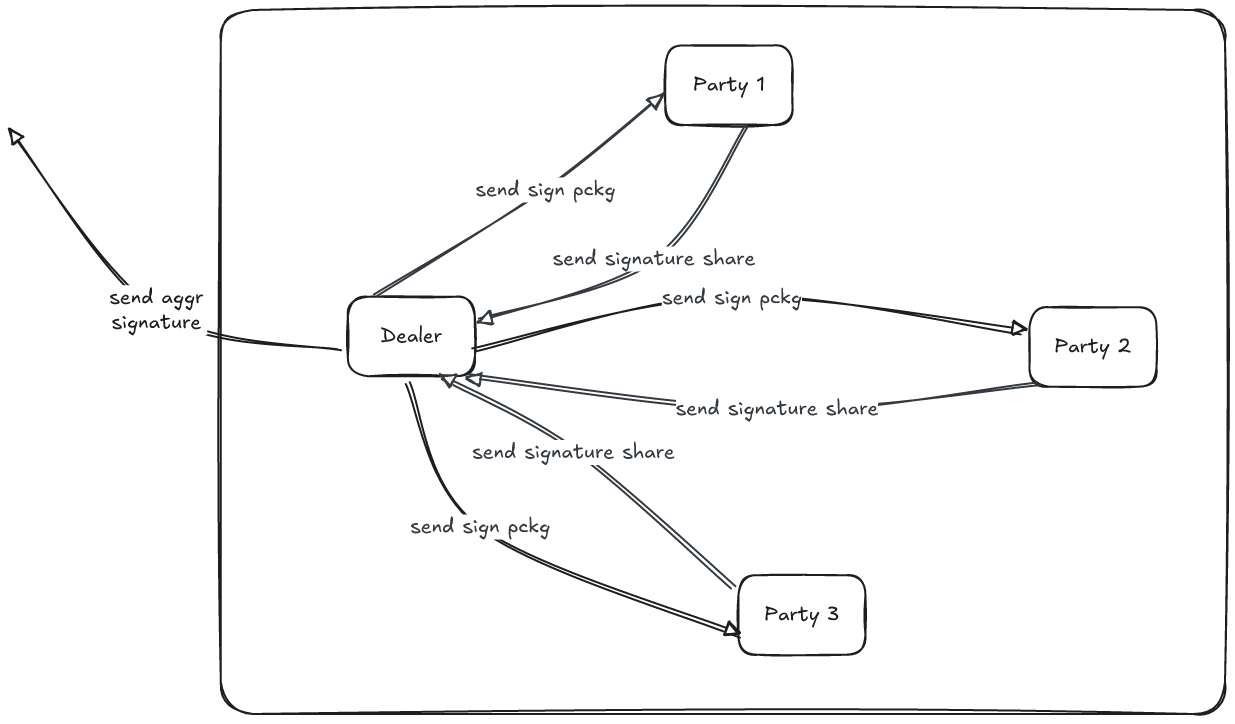 Party 1
send sign pckg
send signature share
send aggr
signature
send sign pckg
Dealer
Party 2
send signature share
send signature share
send sign pckg
Party 3